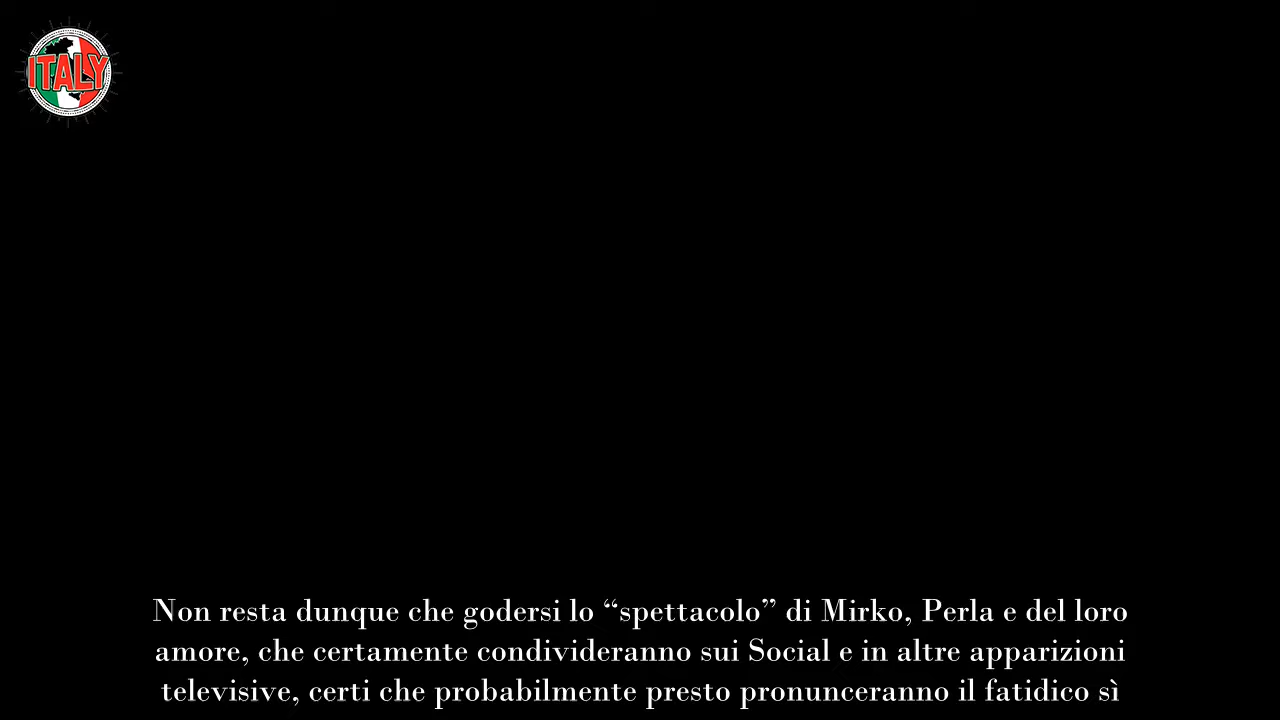 ITALY
Non resta dunque che godersi lo “spettacolo” di Mirko, Perla e del loro
amore, che certamente condivideranno sui Social e in altre apparizioni
televisive, certi che probabilmente presto pronunceranno il fatidico sì